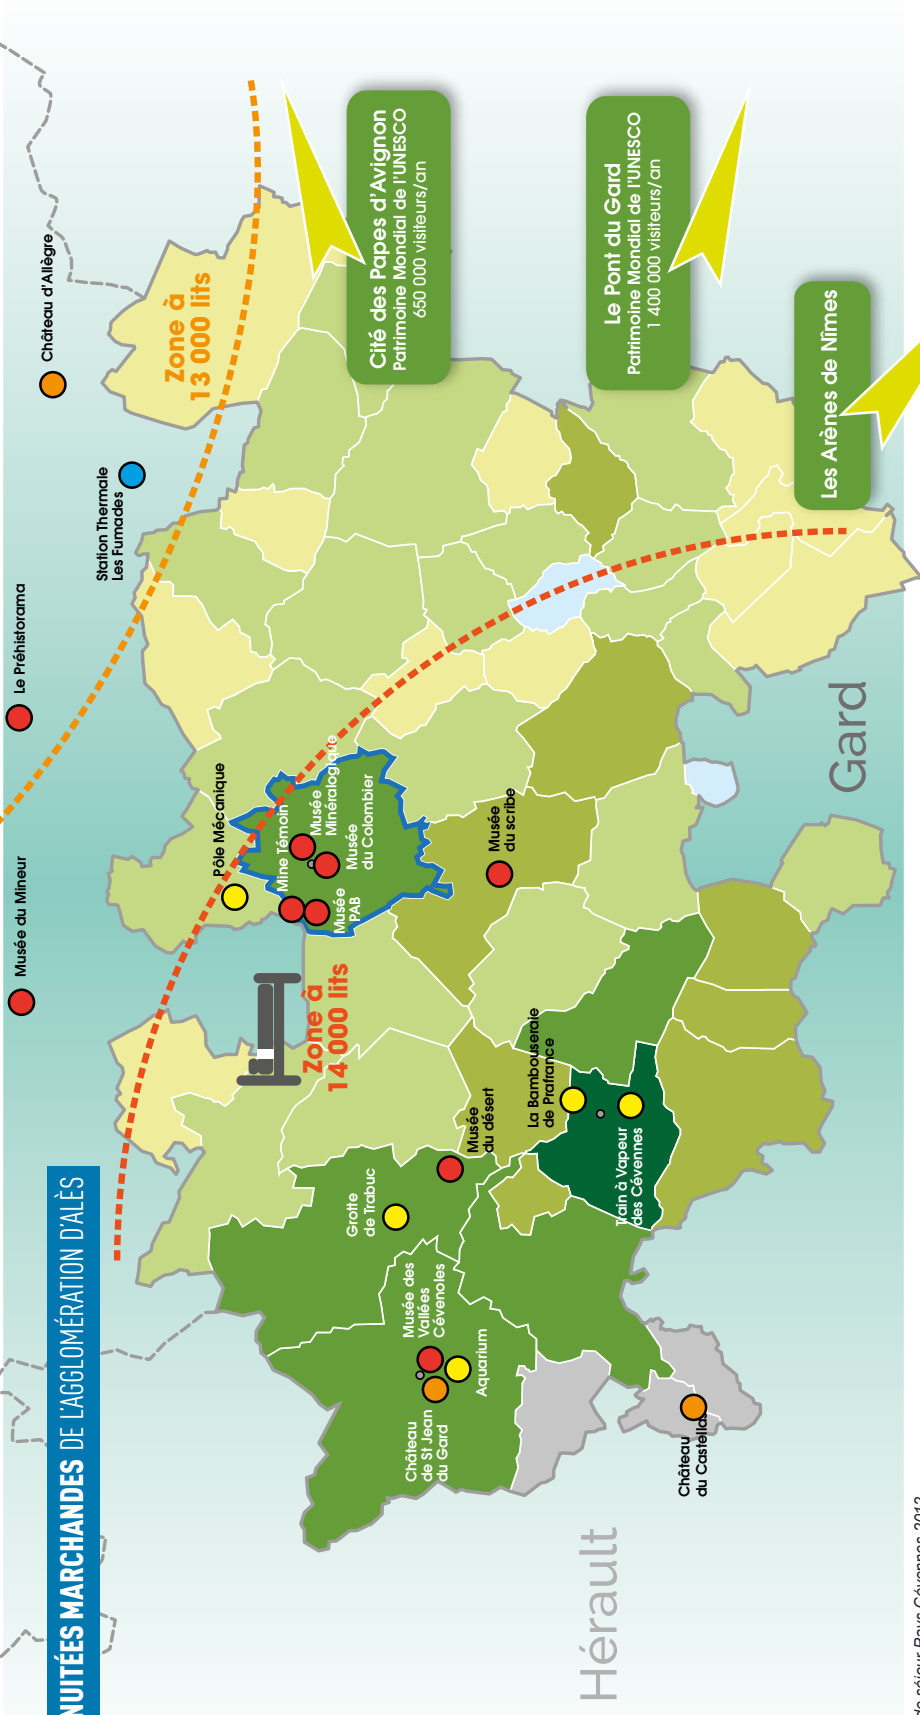 NUITÉES MARCHANDES DE L'AGGLOMÉRATION D'ALÈS
Musée du Mineur
Le Préhistorama
Château d'Allègre
Station Thermale
Les Fumades
Zone à
13 000 lits
Pôle Mécanique
Mine Témoin
Musée
Minéralogique
Musée
du Colombier
Musée
PAB
Zone à
14 000 lits
Cité des Papes d'Avignon
Patrimoine Mondial de l'UNESCO
650 000 visiteurs/an
Le Pont du Gard
Patrimoine Mondial de l'UNESCO
1 400 000 visiteurs/an
Les Arènes de Nîmes
Musée
du scribe
Grotte
de Trabuc
Musée
du désert
La Bambouseraie
de Prafrance
Train à Vapeur
des Cévennes
Musée des
Vallées
Cévenoles
Aquarium
Château
de St Jean
du Gard
Château
du Castellas
Gard
Hérault
de séjour Pays Cévennes, 2012